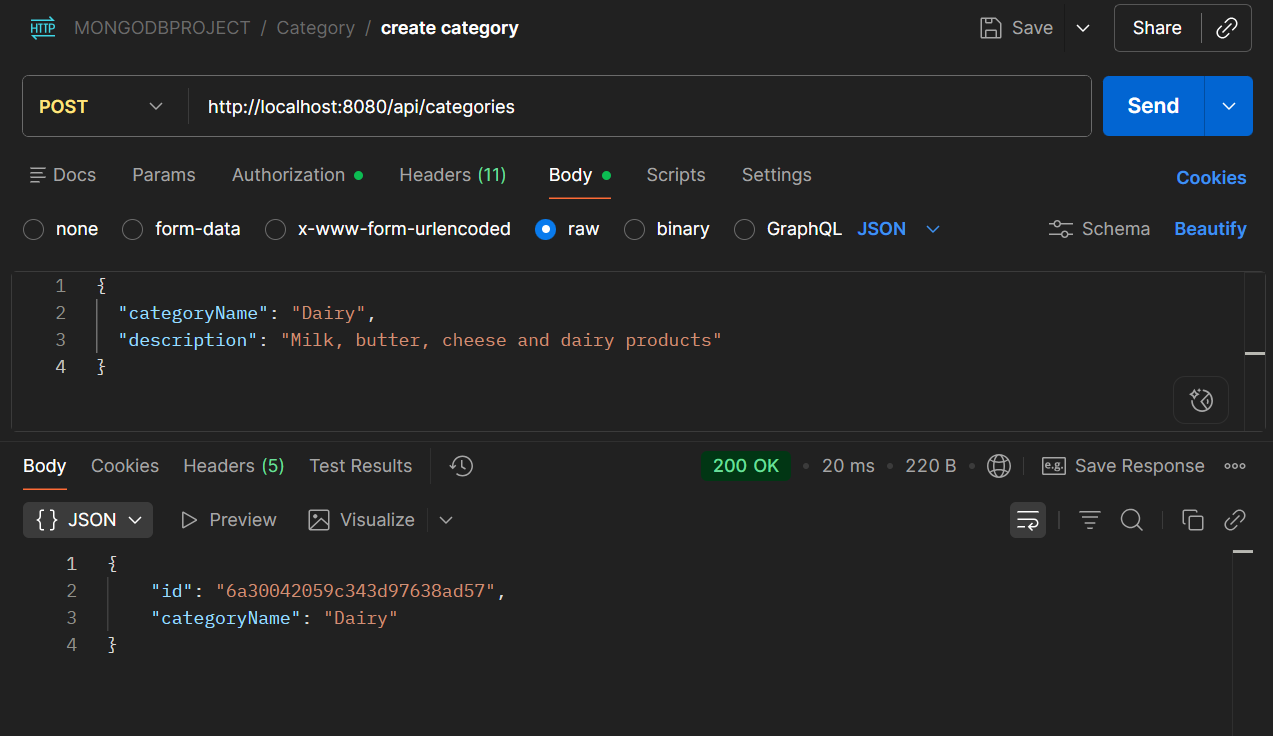 HTTP MONGODBPROJECT / Category / create category Save Share
POST http://localhost:8080/api/categories Send
Docs Params Authorization Headers (11) Body Scripts Settings Cookies
none form-data x-www-form-urlencoded raw binary GraphQL JSON Schema Beautify
1 {
2 "categoryName": "Dairy",
3 "description": "Milk, butter, cheese and dairy products"
4 }
Body Cookies Headers (5) Test Results 200 OK • 20 ms • 220 B • e.g. Save Response
{} JSON Preview Visualize
1 {
2 "id": "6a30042059c343d97638ad57",
3 "categoryName": "Dairy"
4 }